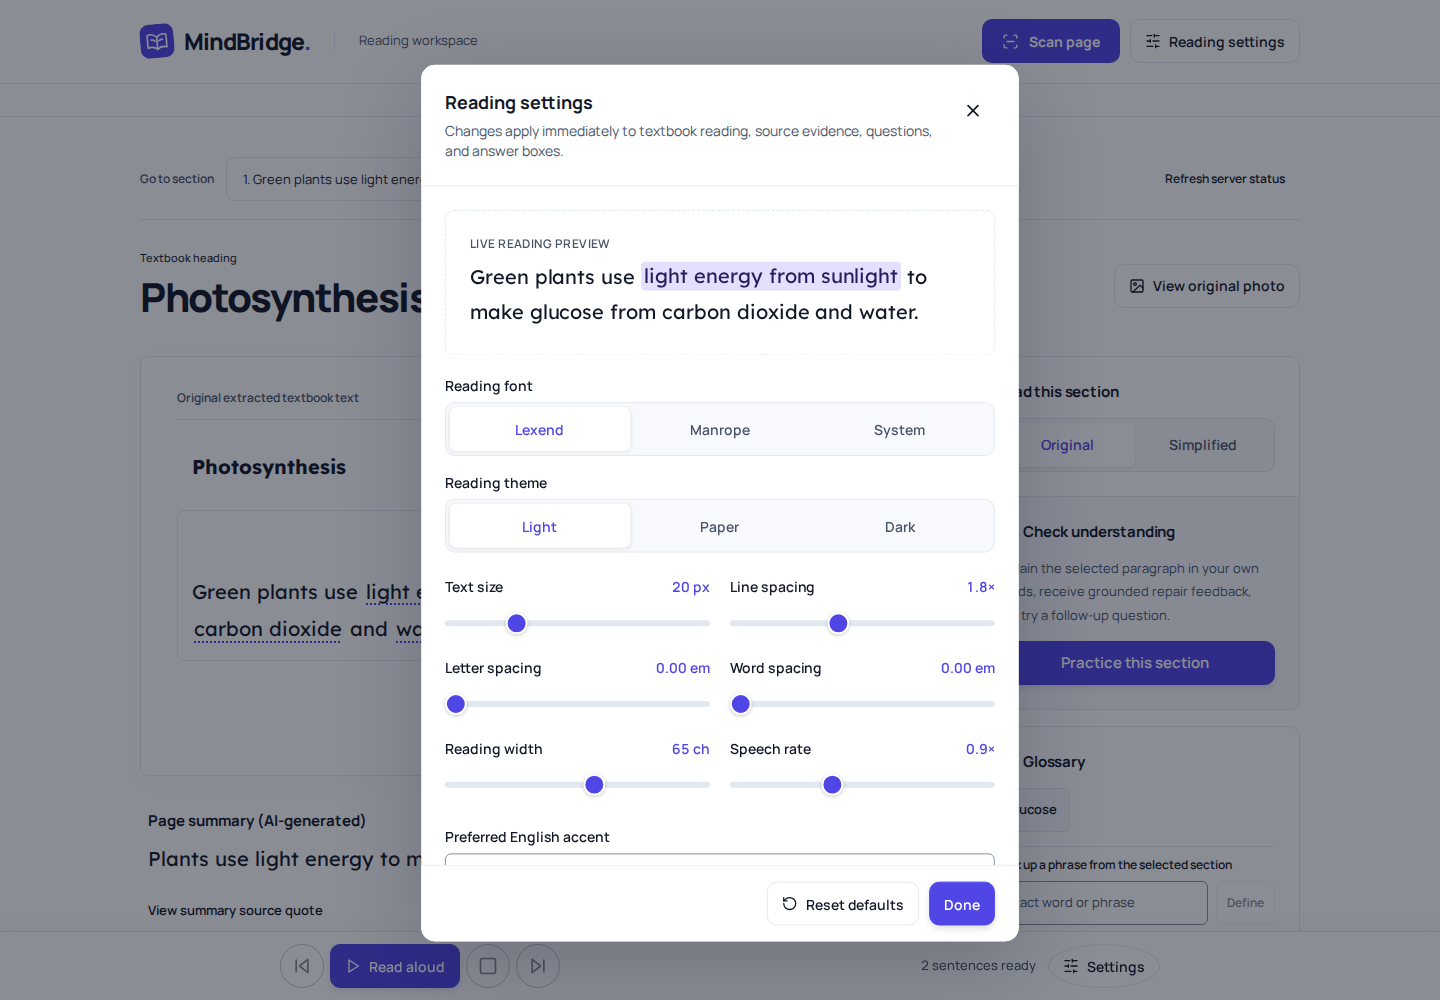 MindBridge.
Reading workspace
Scan page
Reading settings
Go to section
1. Green plants use light ener
Refresh server status
Textbook heading
Photosynthesis
View original photo
Original extracted textbook text
Photosynthesis
Green plants use light e
carbon dioxide and wa
Page summary (AI-generated)
Plants use light energy to m
View summary source quote
Reading settings
Changes apply immediately to textbook reading, source evidence, questions,
and answer boxes.
LIVE READING PREVIEW
Green plants use light energy from sunlight to
make glucose from carbon dioxide and water.
Reading font
Lexend Manrope System
Reading theme
Light Paper Dark
Text size 20 px
Line spacing 1.8×
Letter spacing 0.00 em
Word spacing 0.00 em
Reading width 65 ch
Speech rate 0.9×
Preferred English accent
Reset defaults
Done
ad this section
Original Simplified
Check understanding
ain the selected paragraph in your own
ds, receive grounded repair feedback,
try a follow-up question.
Practice this section
Glossary
ucose
k up a phrase from the selected section
act word or phrase
Define
Read aloud
2 sentences ready
Settings